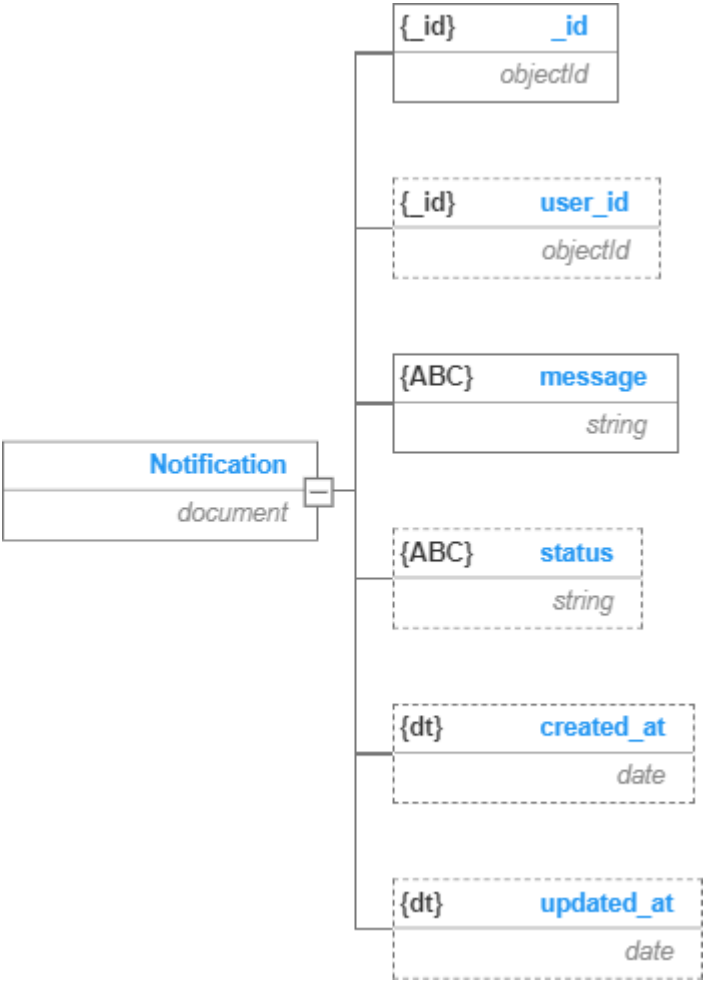 {_id} _id
objectId
{_id} user_id
objectId
{ABC} message
string
Notification
document
{ABC} status
string
{dt} created_at
date
{dt} updated_at
date